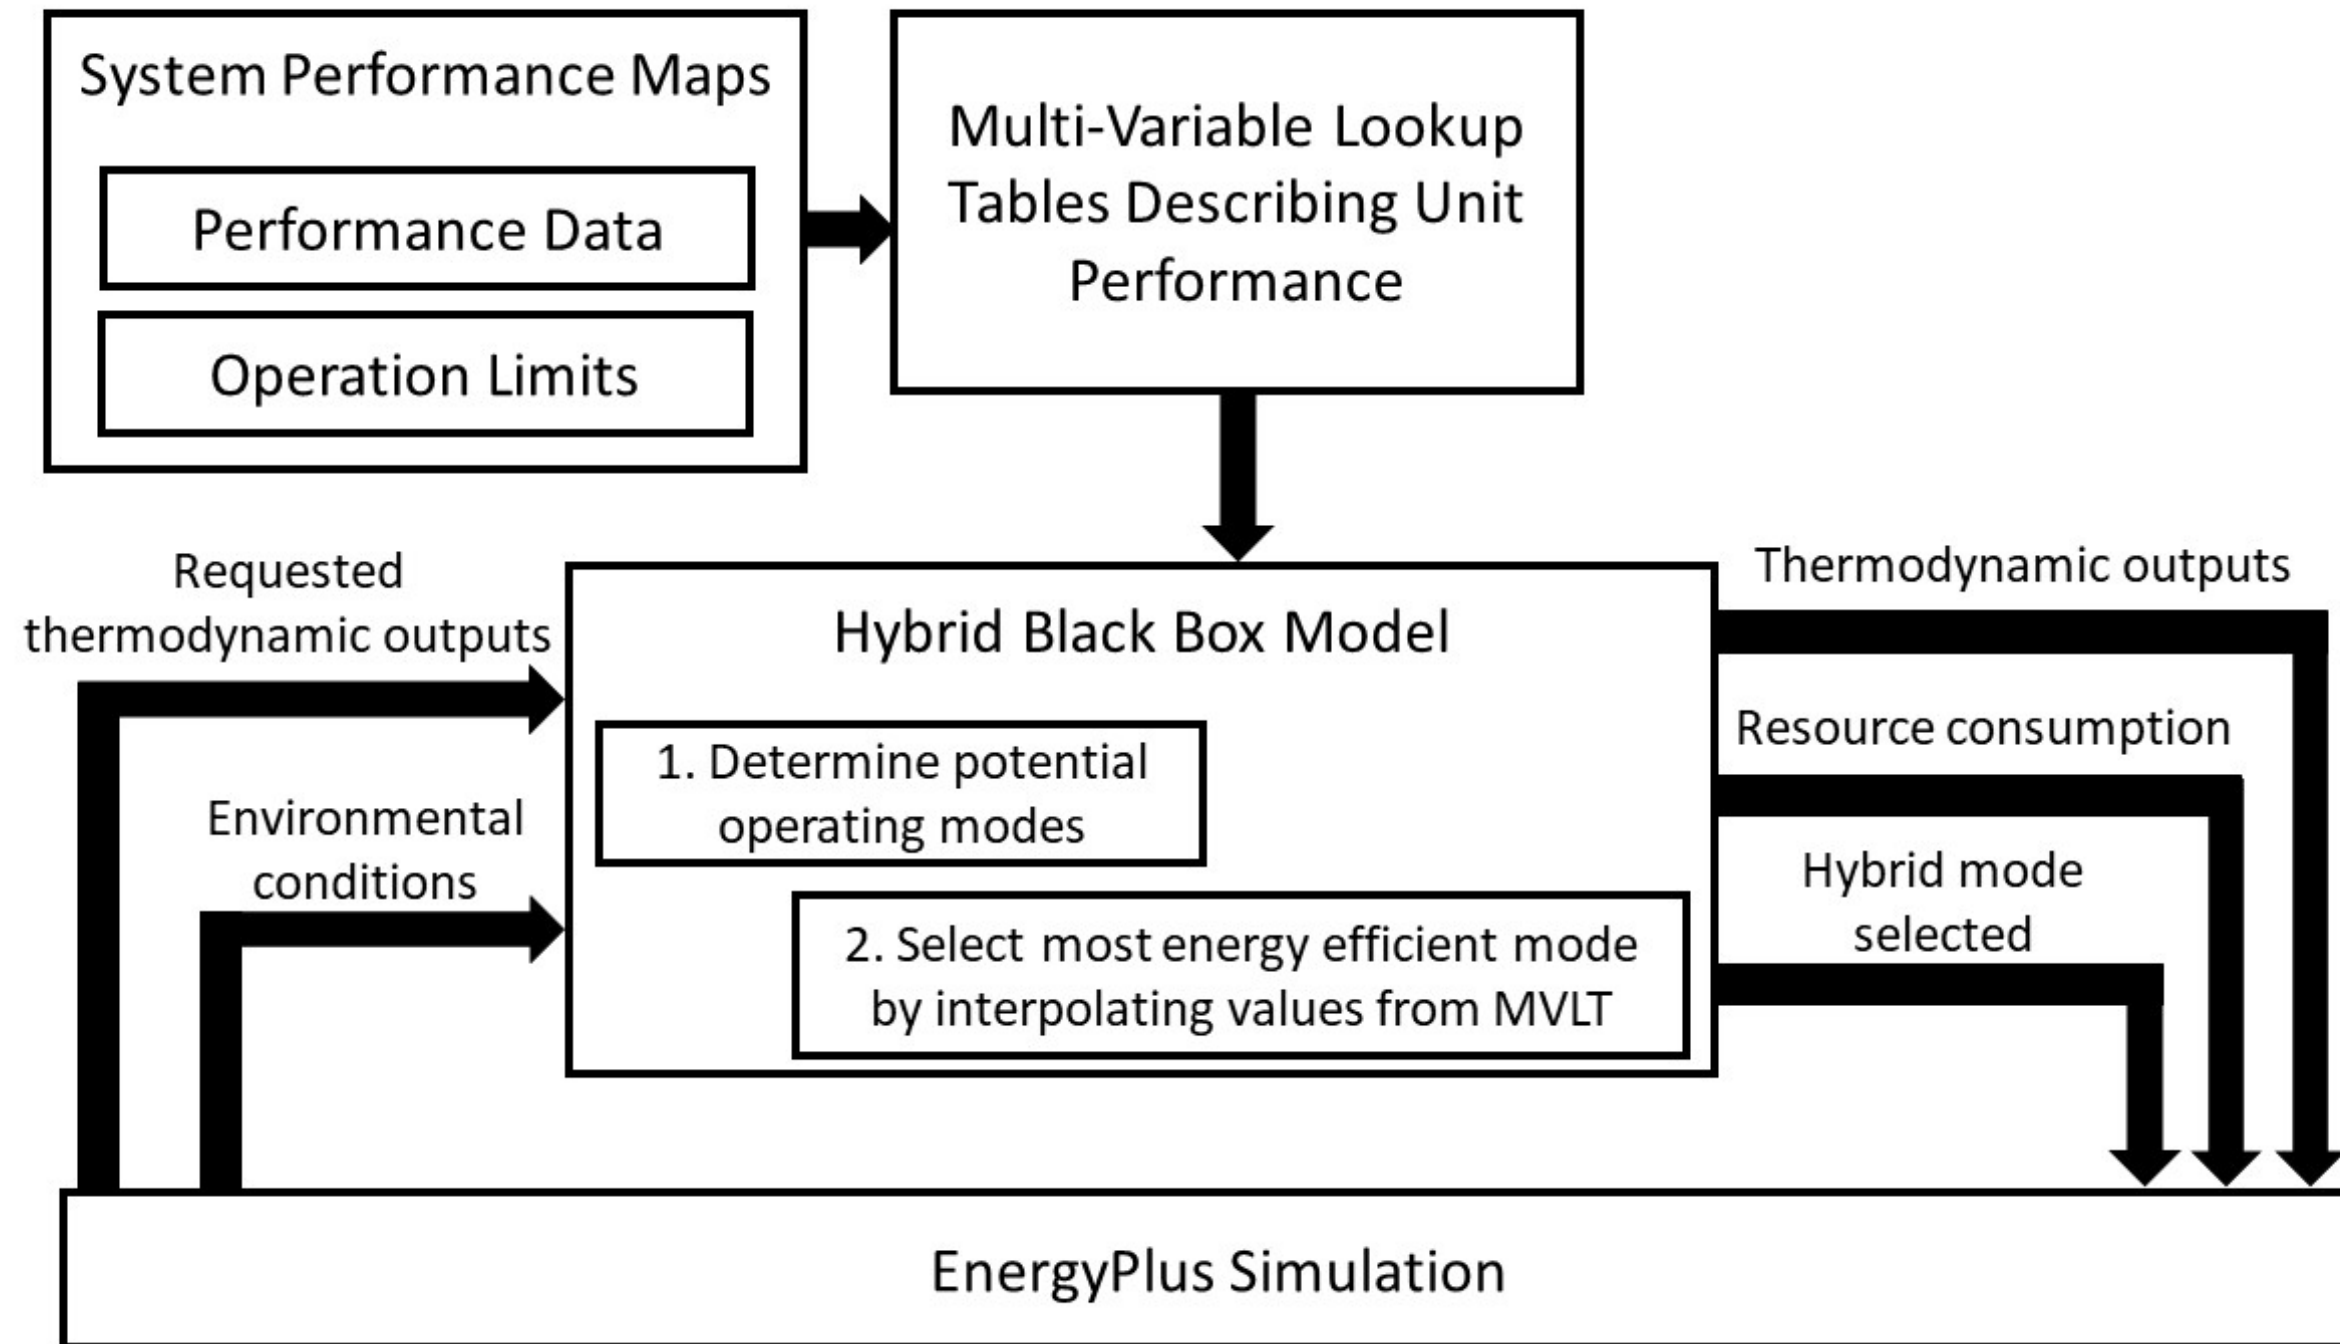 System Performance Maps
Performance Data
Operation Limits
Multi-Variable Lookup
Tables Describing Unit
Performance
Requested
thermodynamic outputs
Environmental
conditions
Hybrid Black Box Model
1. Determine potential
operating modes
2. Select most energy efficient mode
by interpolating values from MVLT
Thermodynamic outputs
Resource consumption
Hybrid mode
selected
EnergyPlus Simulation